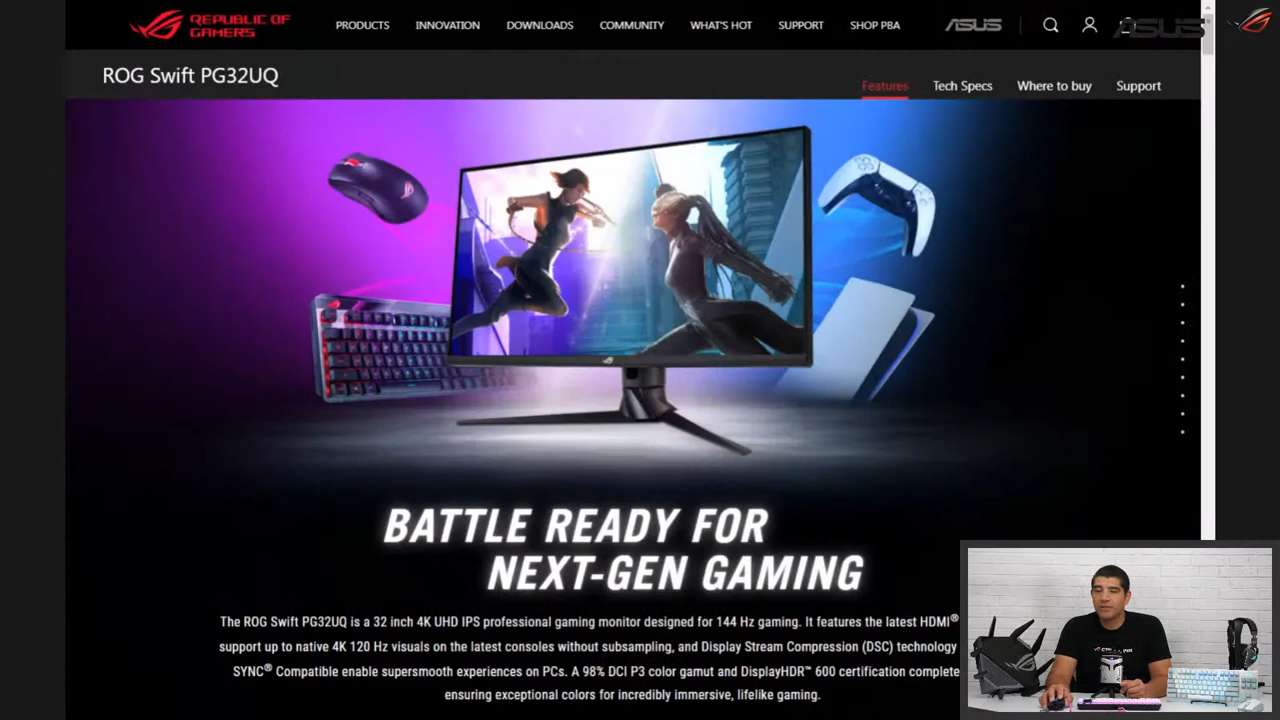 REPUBLIC OF GAMERS
PRODUCTS INNOVATION DOWNLOADS COMMUNITY WHAT'S HOT SUPPORT SHOP PBA ASUS ASUS
ROG Swift PG32UQ
Features Tech Specs Where to buy Support
BATTLE READY FOR
NEXT-GEN GAMING
The ROG Swift PG32UQ is a 32 inch 4K UHD IPS professional gaming monitor designed for 144 Hz gaming. It features the latest HDMI®
support up to native 4K 120 Hz visuals on the latest consoles without subsampling, and Display Stream Compression (DSC) technology
SYNC® Compatible enable supersmooth experiences on PCs. A 98% DCI P3 color gamut and DisplayHDR™ 600 certification complete
ensuring exceptional colors for incredibly immersive, lifelike gaming.